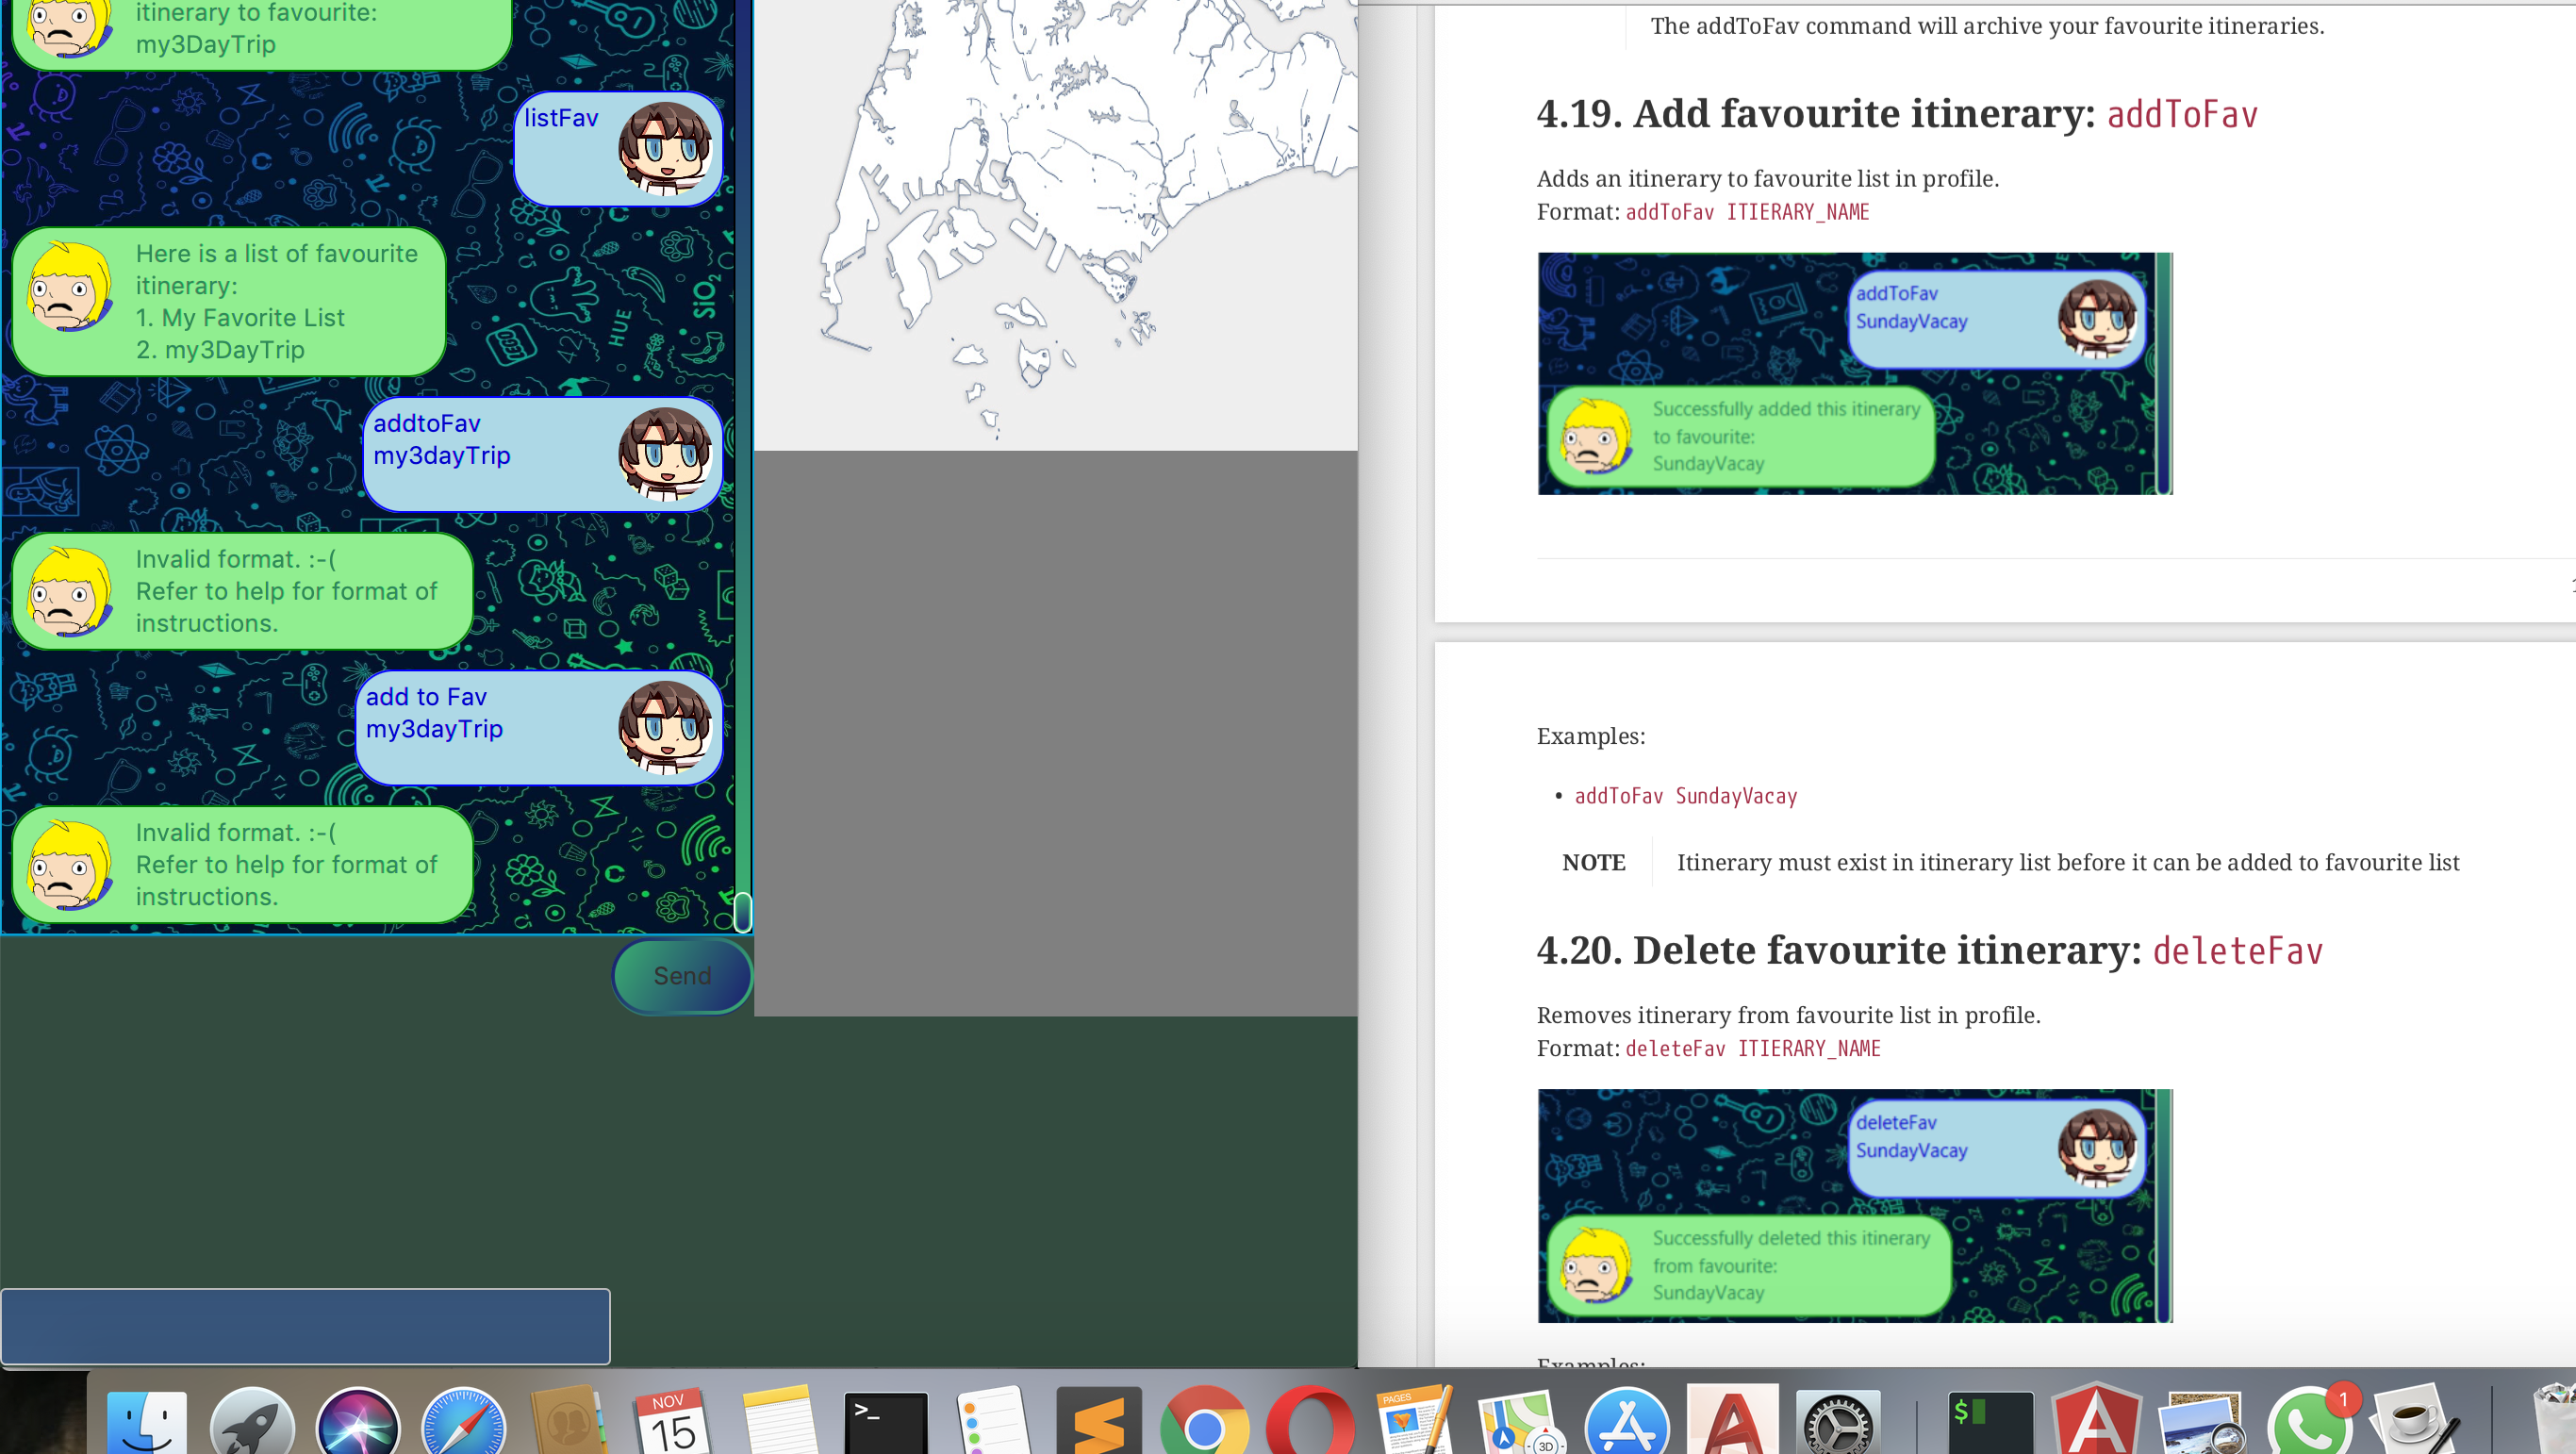 itinerary to favourite:
my3DayTrip
listFav
Here is a list of favourite
itinerary:
1. My Favorite List
2. my3DayTrip
addtoFav
my3dayTrip
Invalid format. :-(
Refer to help for format of
instructions.
add to Fav
my3dayTrip
Invalid format. :-(
Refer to help for format of
instructions.
Send
The addToFav command will archive your favourite itineraries.
4.19. Add favourite itinerary: addToFav
Adds an itinerary to favourite list in profile.
Format: addToFav ITIERARY_NAME
addToFav
SundayVacay
Successfully added this itinerary
to favourite:
SundayVacay
Examples:
• addToFav SundayVacay
NOTE Itinerary must exist in itinerary list before it can be added to favourite list
4.20. Delete favourite itinerary: deleteFav
Removes itinerary from favourite list in profile.
Format: deleteFav ITIERARY_NAME
deleteFav
SundayVacay
Successfully deleted this itinerary
from favourite:
SundayVacay
Examples:
HUE
SiO₂
42
NOV
15
>_
PAGES
3D
$
1